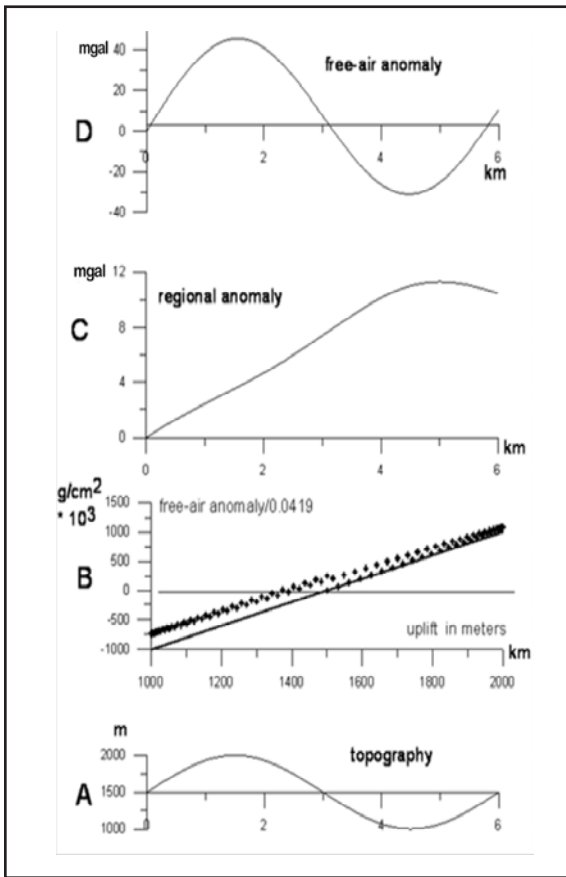 mgal 40
free-air anomaly
20
D 0
0 2 4 6
km
-20
-40
mgal 12
regional anomaly
8
C
4
0
km
0 2 4 6
g/cm2
* 103
1500
free-air anomaly/0.0419
1000
500
B 0
-500
uplift in meters
-1000
km
1000 1200 1400 1600 1800 2000
m
2000
topography
A 1500
1000
0 2 4 6